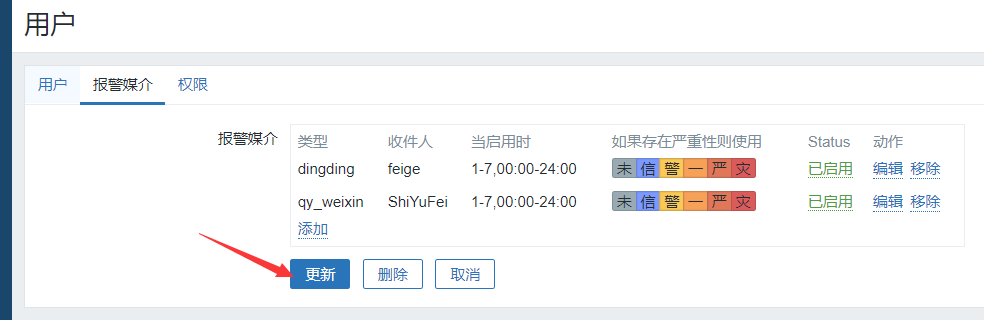 用户
用户 报警媒介 权限
报警媒介 类型 收件人 当启用时 如果存在严重性则使用 Status 动作
dingding feige 1-7,00:00-24:00 未 信 警 一 严 灾 已启用 编辑 移除
qy_weixin ShiYuFei 1-7,00:00-24:00 未 信 警 一 严 灾 已启用 编辑 移除
添加
更新 删除 取消